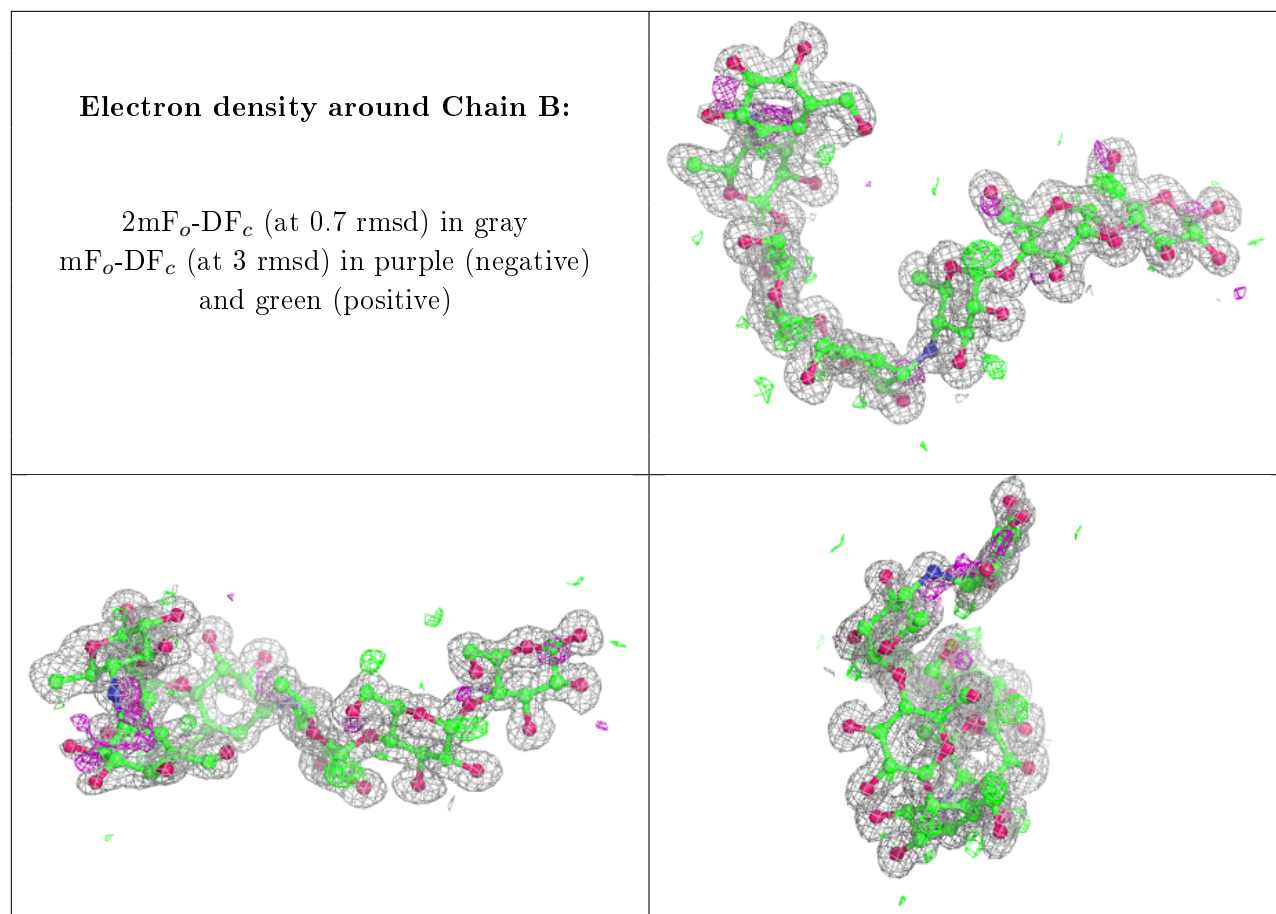 Electron density around Chain B:
2mFₒ-DF𝒸 (at 0.7 rmsd) in gray
mFₒ-DF𝒸 (at 3 rmsd) in purple (negative)
and green (positive)